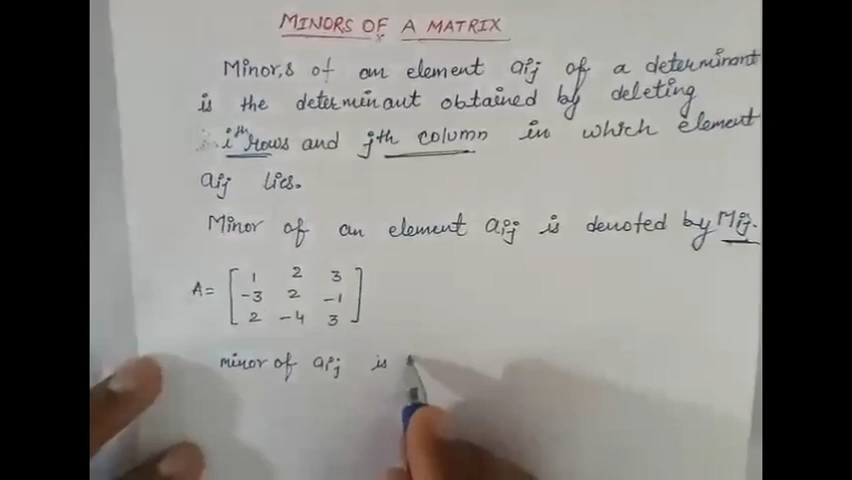 MINORS OF A MATRIX
Minors of an element aij of a determinant
is the determinant obtained by deleting
ith rows and jth column in which element
aij lies.
Minor of an element aij is denoted by Mij.
A = [ 1 2 3
-3 2 -1
2 -4 3 ]
minor of aij is